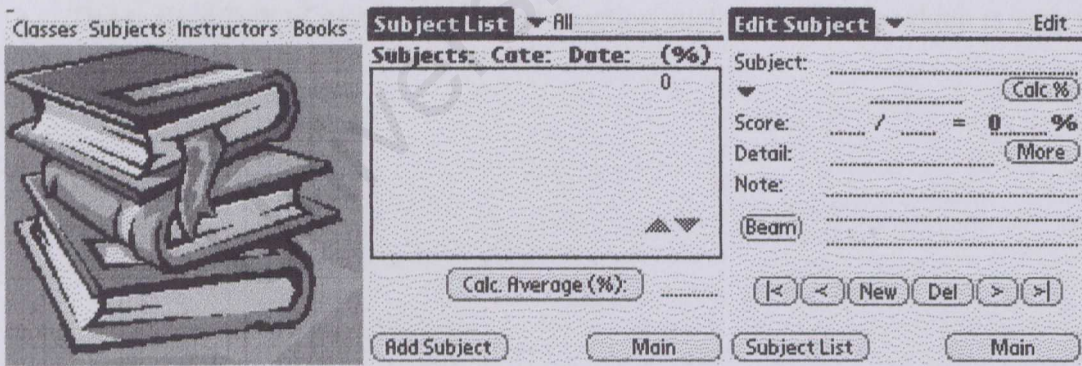 Classes Subjects Instructors Books
Subject List All
Subjects: Cate: Date: (%)
0
Calc. Average (%):
Add Subject Main
Edit Subject Edit
Subject:
Calc %
Score: / = 0 %
Detail: More
Note:
Beam
|< < New Del > >|
Subject List Main